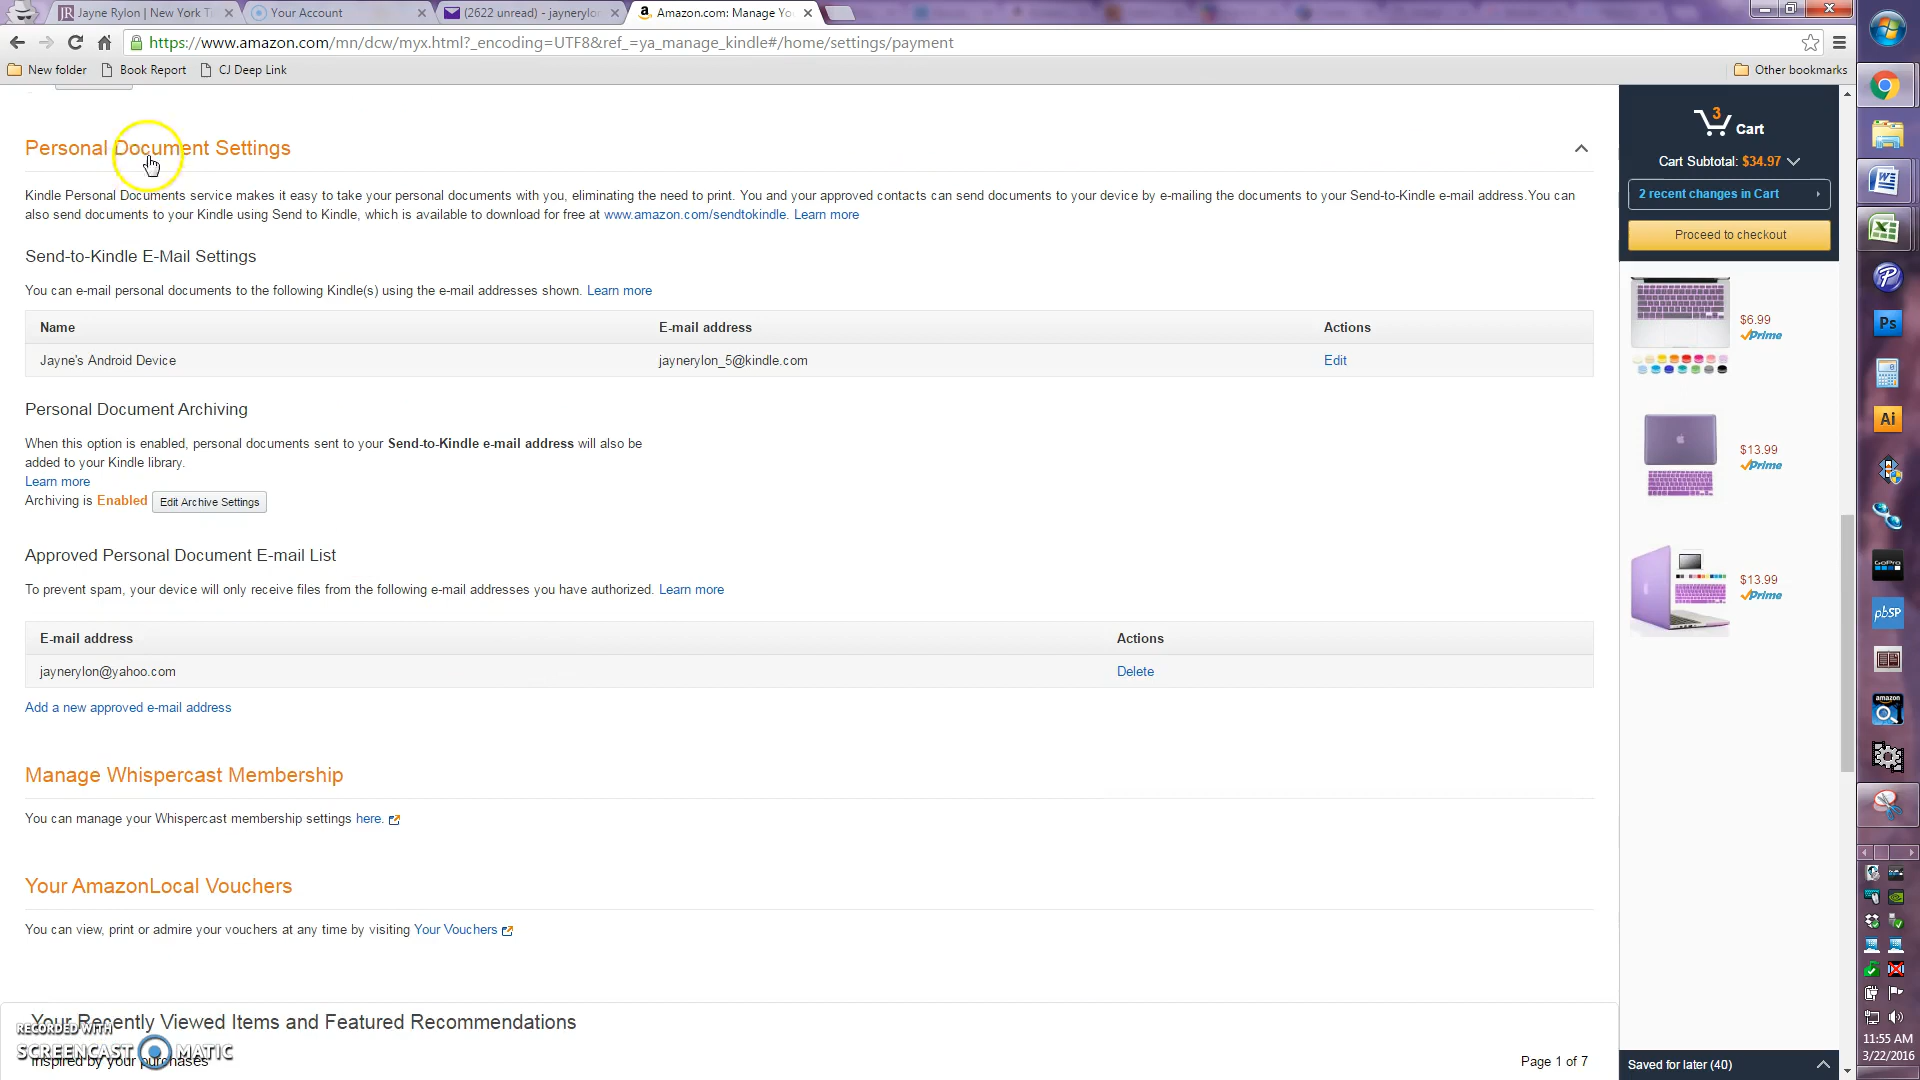 Jayne Rylon | New York Ti
Your Account
(2622 unread) - jaynerylon
Amazon.com: Manage Yo
https://www.amazon.com/mn/dcw/myx.html?_encoding=UTF8&ref_=ya_manage_kindle#/home/settings/payment
New folder
Book Report
CJ Deep Link
Other bookmarks
Personal Document Settings
Kindle Personal Documents service makes it easy to take your personal documents with you, eliminating the need to print. You and your approved contacts can send documents to your device by e-mailing the documents to your Send-to-Kindle e-mail address.You can
also send documents to your Kindle using Send to Kindle, which is available to download for free at www.amazon.com/sendtokindle. Learn more
Send-to-Kindle E-Mail Settings
You can e-mail personal documents to the following Kindle(s) using the e-mail addresses shown. Learn more
Name E-mail address Actions
Jayne's Android Device jaynerylon_5@kindle.com Edit
Personal Document Archiving
When this option is enabled, personal documents sent to your Send-to-Kindle e-mail address will also be
added to your Kindle library.
Learn more
Archiving is Enabled Edit Archive Settings
Approved Personal Document E-mail List
To prevent spam, your device will only receive files from the following e-mail addresses you have authorized. Learn more
E-mail address Actions
jaynerylon@yahoo.com Delete
Add a new approved e-mail address
Manage Whispercast Membership
You can manage your Whispercast membership settings here.
Your AmazonLocal Vouchers
You can view, print or admire your vouchers at any time by visiting Your Vouchers
Your Recently Viewed Items and Featured Recommendations
Inspired by your purchases
Page 1 of 7
RECORDED WITH
SCREENCAST MATIC
3
Cart
Cart Subtotal: $34.97
2 recent changes in Cart
Proceed to checkout
$6.99
Prime
$13.99
Prime
$13.99
Prime
Saved for later (40)
Ps
Ai
GoPro
pbSP
amazon
11:55 AM
3/22/2016